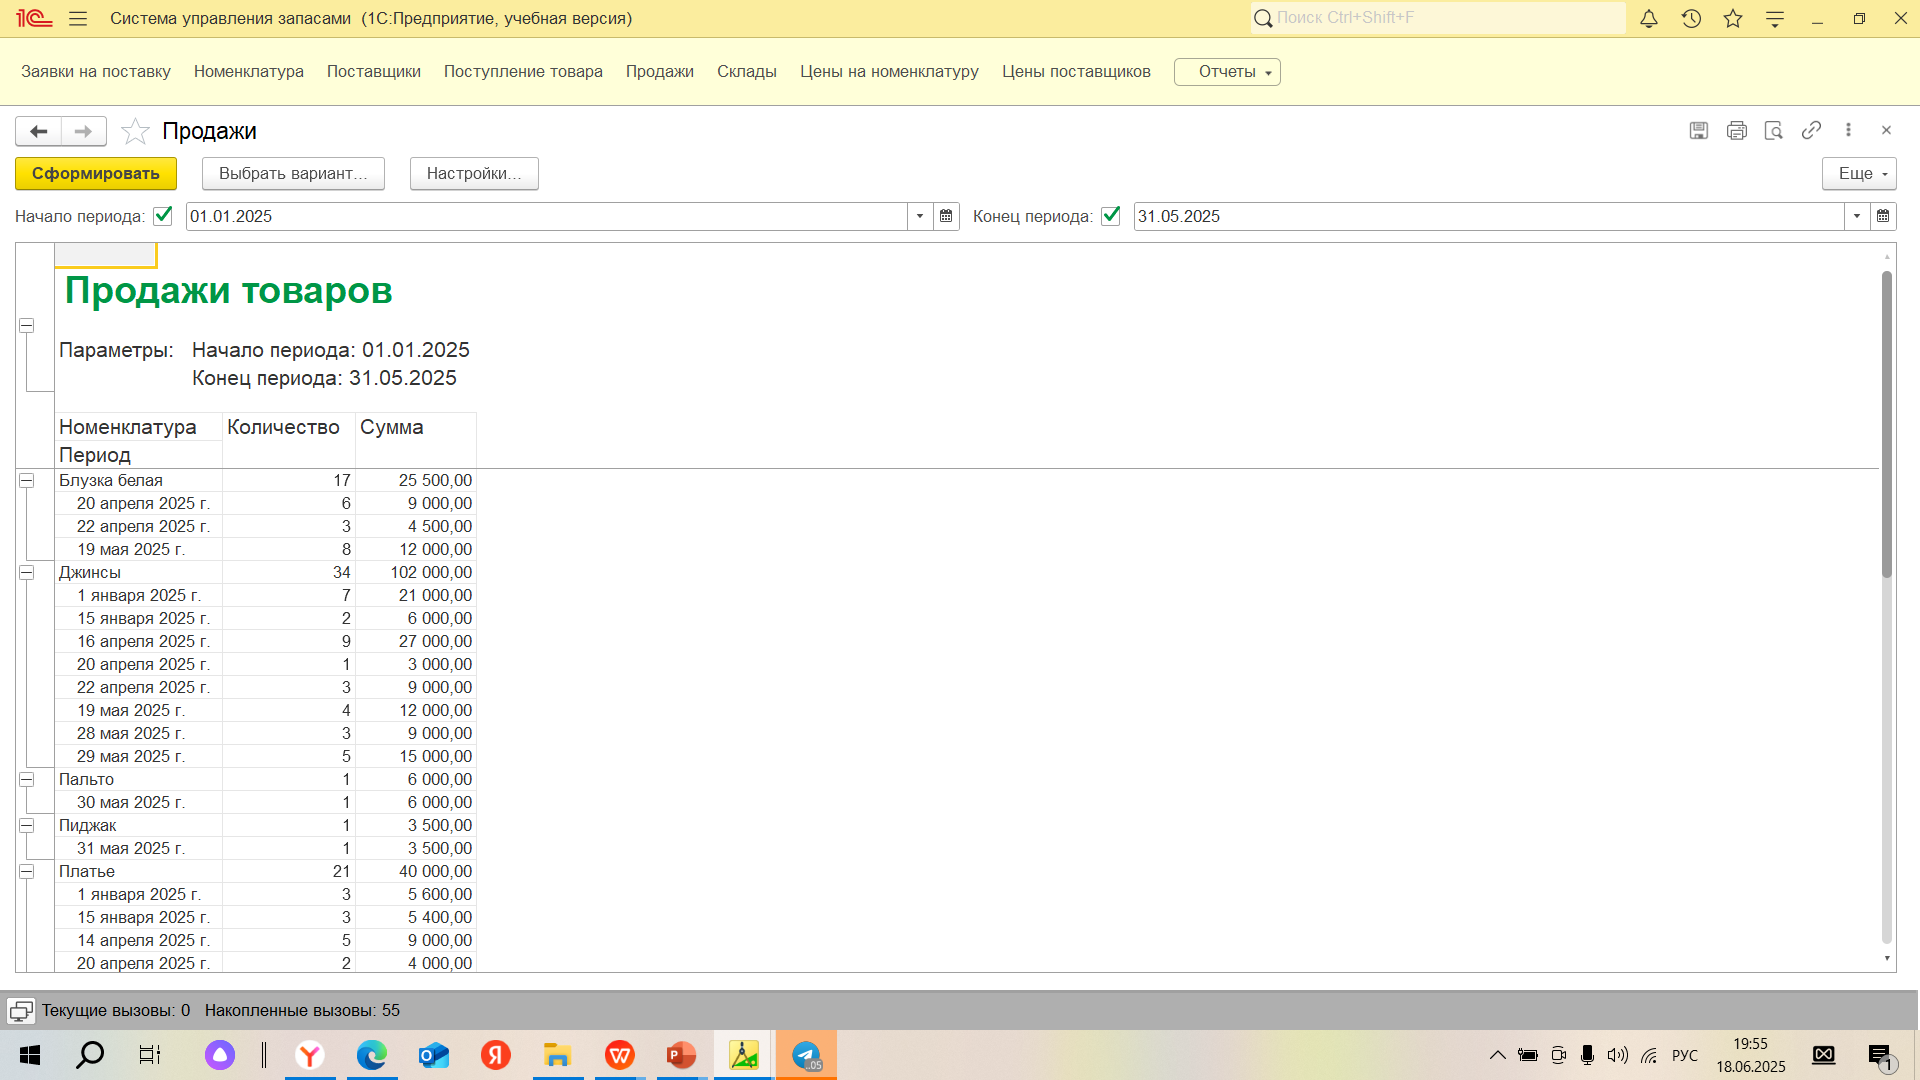 Система управления запасами (1С:Предприятие, учебная версия)
Поиск Ctrl+Shift+F
Заявки на поставку Номенклатура Поставщики Поступление товара Продажи Склады Цены на номенклатуру Цены поставщиков Отчеты
Продажи
Сформировать Выбрать вариант... Настройки... Еще
Начало периода: 01.01.2025 Конец периода: 31.05.2025
Продажи товаров
Параметры: Начало периода: 01.01.2025
Конец периода: 31.05.2025
Номенклатура Количество Сумма
Период
Блузка белая 17 25 500,00
20 апреля 2025 г. 6 9 000,00
22 апреля 2025 г. 3 4 500,00
19 мая 2025 г. 8 12 000,00
Джинсы 34 102 000,00
1 января 2025 г. 7 21 000,00
15 января 2025 г. 2 6 000,00
16 апреля 2025 г. 9 27 000,00
20 апреля 2025 г. 1 3 000,00
22 апреля 2025 г. 3 9 000,00
19 мая 2025 г. 4 12 000,00
28 мая 2025 г. 3 9 000,00
29 мая 2025 г. 5 15 000,00
Пальто 1 6 000,00
30 мая 2025 г. 1 6 000,00
Пиджак 1 3 500,00
31 мая 2025 г. 1 3 500,00
Платье 21 40 000,00
1 января 2025 г. 3 5 600,00
15 января 2025 г. 3 5 400,00
14 апреля 2025 г. 5 9 000,00
20 апреля 2025 г. 2 4 000,00
Текущие вызовы: 0 Накопленные вызовы: 55
РУС
19:55
18.06.2025
1